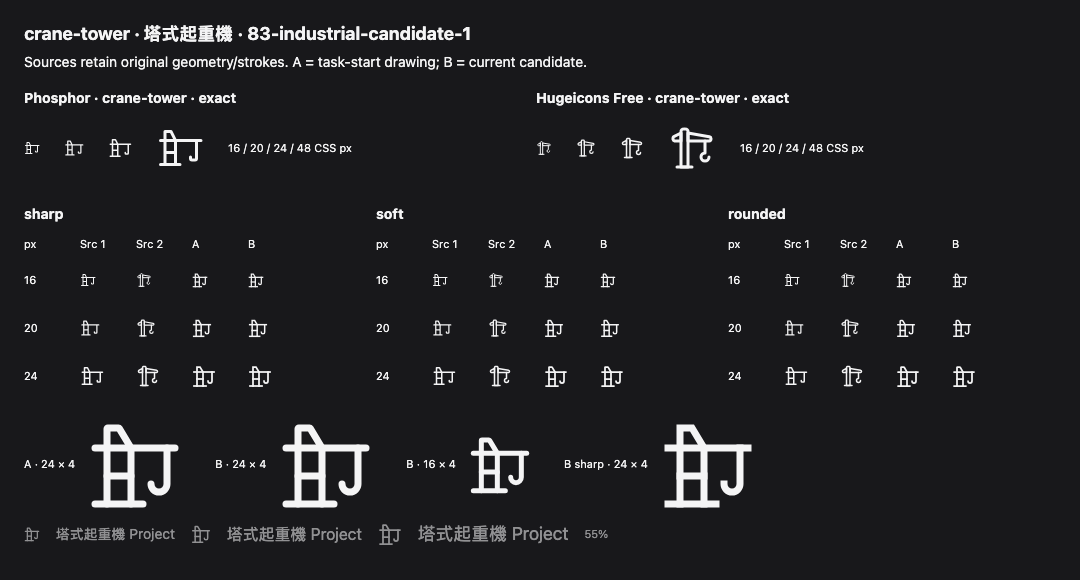 crane-tower · 塔式起重機 · 83-industrial-candidate-1
Sources retain original geometry/strokes. A = task-start drawing; B = current candidate.
Phosphor · crane-tower · exact
Hugeicons Free · crane-tower · exact
16 / 20 / 24 / 48 CSS px
16 / 20 / 24 / 48 CSS px
sharp
soft
rounded
px Src 1 Src 2 A B
px Src 1 Src 2 A B
px Src 1 Src 2 A B
16
16
16
20
20
20
24
24
24
A · 24 × 4
B · 24 × 4
B · 16 × 4
B sharp · 24 × 4
塔式起重機 Project
塔式起重機 Project
塔式起重機 Project
55%